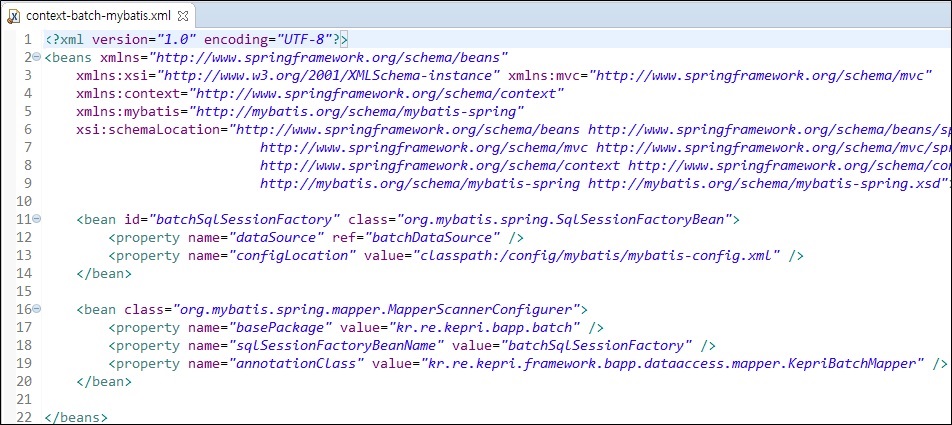 context-batch-mybatis.xml
1 <?xml version="1.0" encoding="UTF-8"?>
2 <beans xmlns="http://www.springframework.org/schema/beans"
3 xmlns:xsi="http://www.w3.org/2001/XMLSchema-instance" xmlns:mvc="http://www.springframework.org/schema/mvc"
4 xmlns:context="http://www.springframework.org/schema/context"
5 xmlns:mybatis="http://mybatis.org/schema/mybatis-spring"
6 xsi:schemaLocation="http://www.springframework.org/schema/beans http://www.springframework.org/schema/beans/sp
7 http://www.springframework.org/schema/mvc http://www.springframework.org/schema/mvc/spr
8 http://www.springframework.org/schema/context http://www.springframework.org/schema/con
9 http://mybatis.org/schema/mybatis-spring http://mybatis.org/schema/mybatis-spring.xsd"
10
11 <bean id="batchSqlSessionFactory" class="org.mybatis.spring.SqlSessionFactoryBean">
12 <property name="dataSource" ref="batchDataSource" />
13 <property name="configLocation" value="classpath:/config/mybatis/mybatis-config.xml" />
14 </bean>
15
16 <bean class="org.mybatis.spring.mapper.MapperScannerConfigurer">
17 <property name="basePackage" value="kr.re.kepri.bapp.batch" />
18 <property name="sqlSessionFactoryBeanName" value="batchSqlSessionFactory" />
19 <property name="annotationClass" value="kr.re.kepri.framework.bapp.dataaccess.mapper.KepriBatchMapper" />
20 </bean>
21
22 </beans>